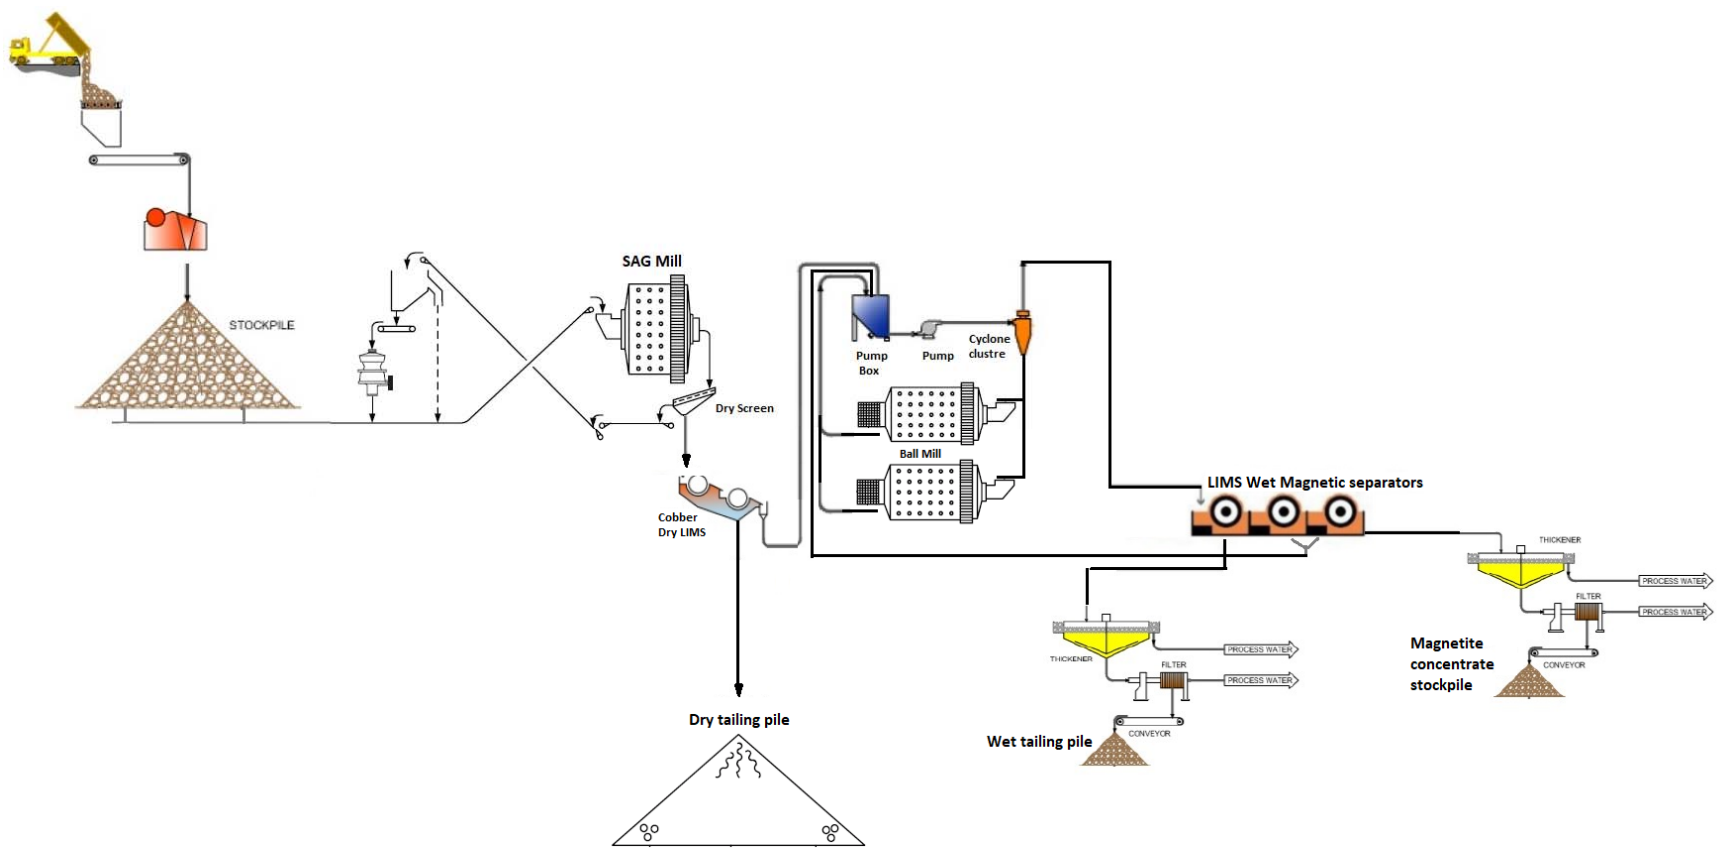 STOCKPILE
SAG Mill
Dry Screen
Cobber
Dry LIMS
Pump
Box
Pump
Cyclone
clustre
Ball Mill
LIMS Wet Magnetic separators
THICKENER
PROCESS WATER
FILTER
PROCESS WATER
CONVEYOR
Magnetite
concentrate
stockpile
THICKENER
PROCESS WATER
FILTER
PROCESS WATER
CONVEYOR
Wet tailing pile
Dry tailing pile